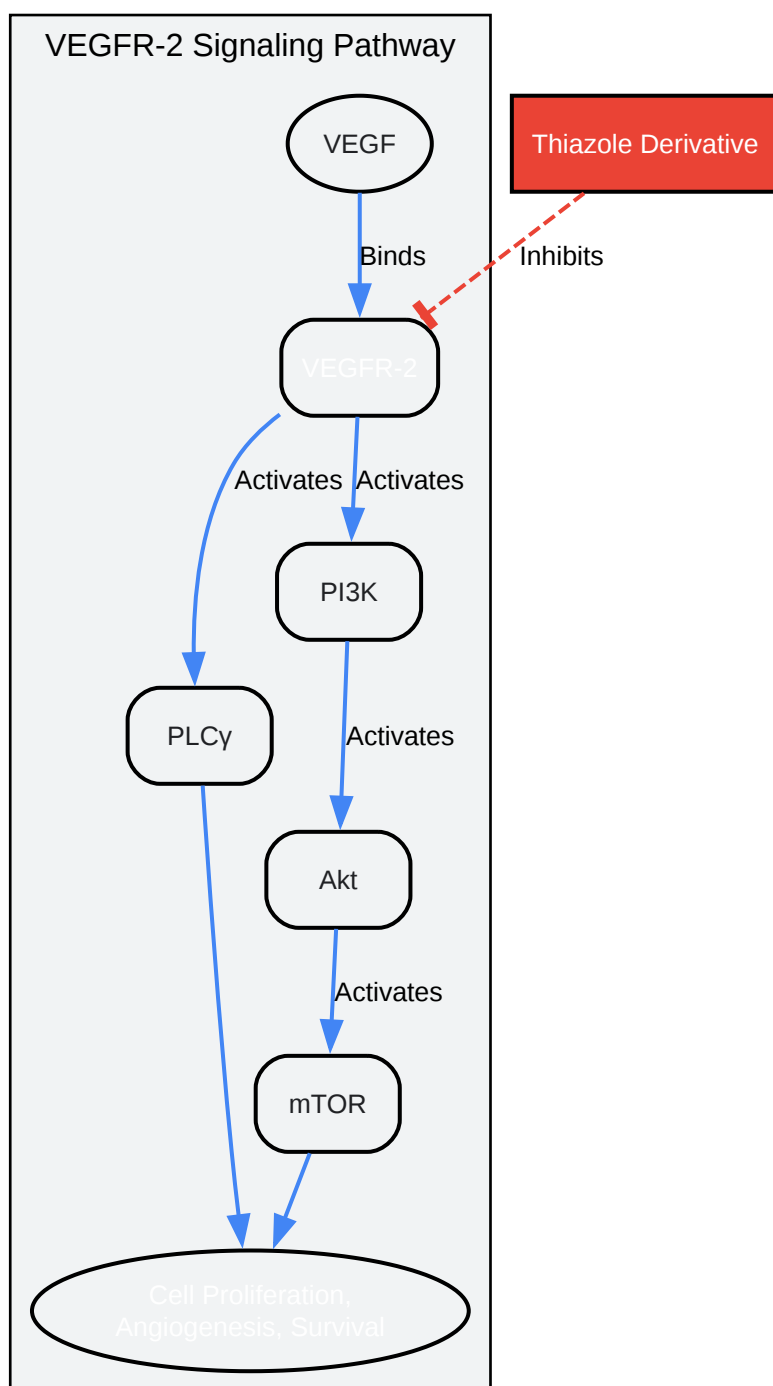 VEGFR-2 Signaling Pathway
VEGF
Thiazole Derivative
Binds
Inhibits
VEGFR-2
Activates
Activates
PI3K
PLCγ
Activates
Akt
Activates
mTOR
Cell Proliferation,
Angiogenesis, Survival